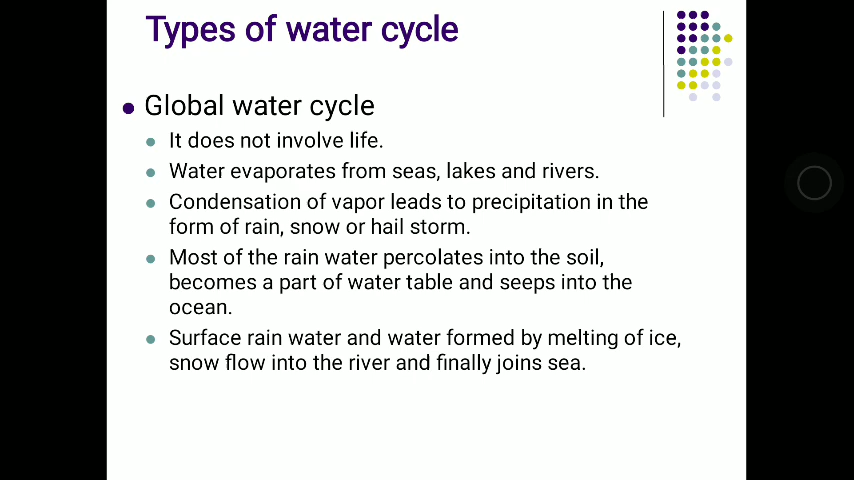 Types of water cycle
Global water cycle
It does not involve life.
Water evaporates from seas, lakes and rivers.
Condensation of vapor leads to precipitation in the
form of rain, snow or hail storm.
Most of the rain water percolates into the soil,
becomes a part of water table and seeps into the
ocean.
Surface rain water and water formed by melting of ice,
snow flow into the river and finally joins sea.